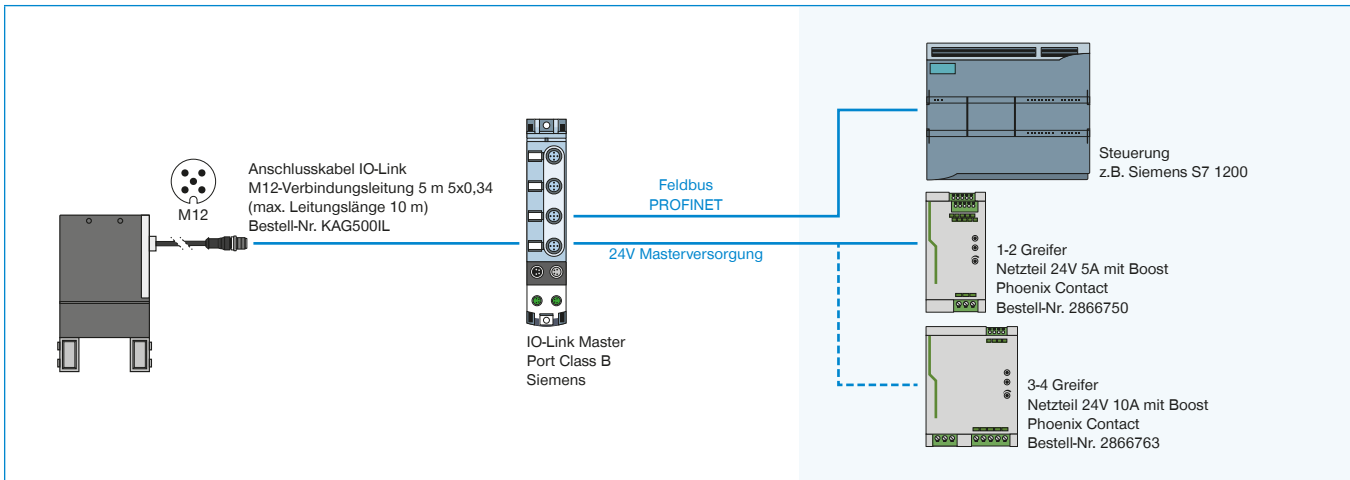 M12
Anschlusskabel IO-Link
M12-Verbindungsleitung 5 m 5x0,34
(max. Leitungslänge 10 m)
Bestell-Nr. KAG500IL
IO-Link Master
Port Class B
Siemens
Feldbus
PROFINET
24V Masterversorgung
Steuerung
z.B. Siemens S7 1200
1-2 Greifer
Netzteil 24V 5A mit Boost
Phoenix Contact
Bestell-Nr. 2866750
3-4 Greifer
Netzteil 24V 10A mit Boost
Phoenix Contact
Bestell-Nr. 2866763